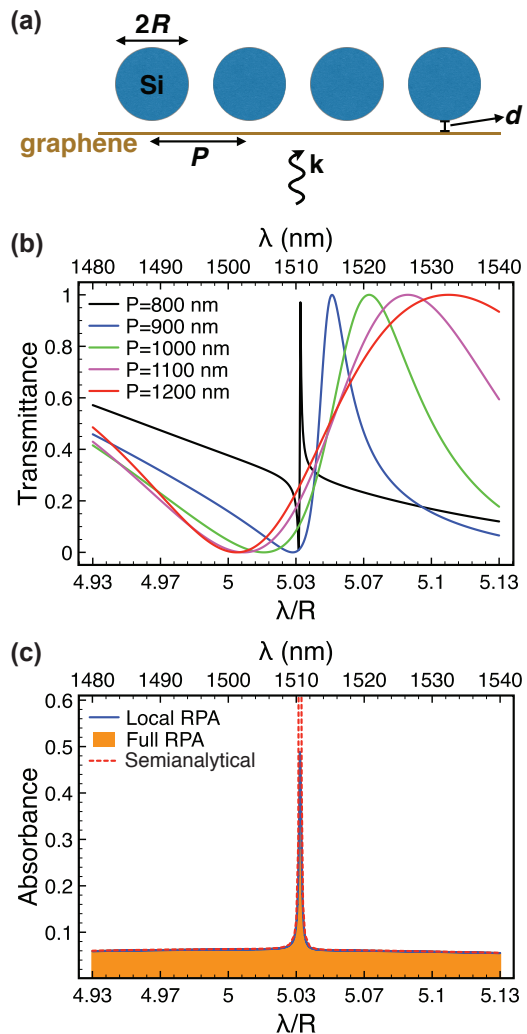 (a)
2R
Si
d
graphene
P
k
(b)
λ (nm)
1480 1490 1500 1510 1520 1530 1540
Transmittance
1
0.8
0.6
0.4
0.2
0
P=800 nm
P=900 nm
P=1000 nm
P=1100 nm
P=1200 nm
4.93 4.97 5 5.03 5.07 5.1 5.13
λ/R
(c)
λ (nm)
1480 1490 1500 1510 1520 1530 1540
Absorbance
0.6
0.5
0.4
0.3
0.2
0.1
Local RPA
Full RPA
Semianalytical
4.93 4.97 5 5.03 5.07 5.1 5.13
λ/R